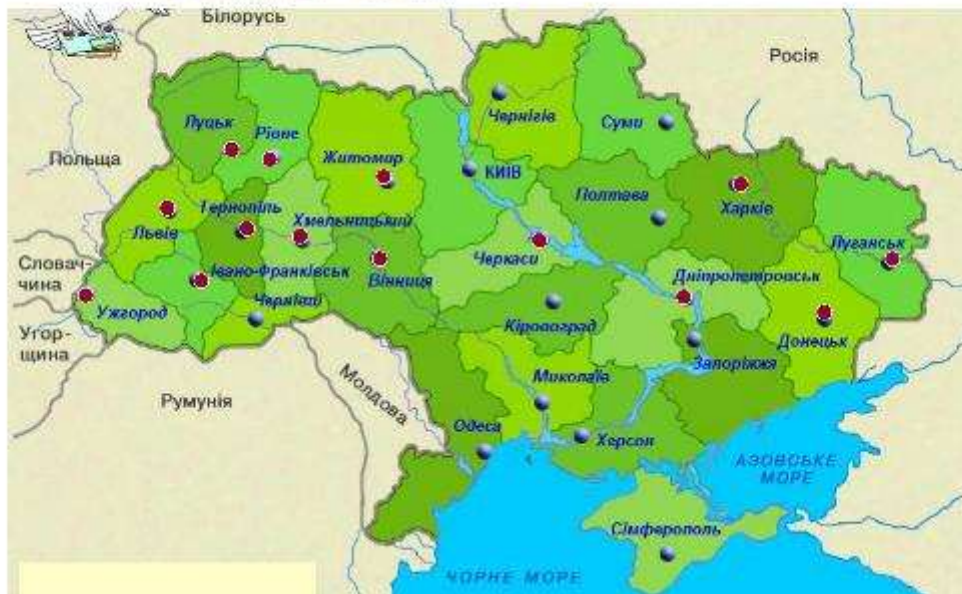 Білорусь
Росія
Чернігів
Луцьк
Суми
Рівне
Польща
Житомир
КИЇВ
Полтава
Харків
Тернопіль
Хмельницький
Львів
Черкаси
Луганськ
Словач-
чина
Івано-Франківськ
Вінниця
Дніпропетровськ
Ужгород
Чернівці
Кіровоград
Угор-
щина
Донецьк
Запоріжжя
Миколаїв
Молдова
Румунія
Одеса
Херсон
АЗОВСЬКЕ
МОРЕ
Сімферополь
ЧОРНЕ МОРЕ